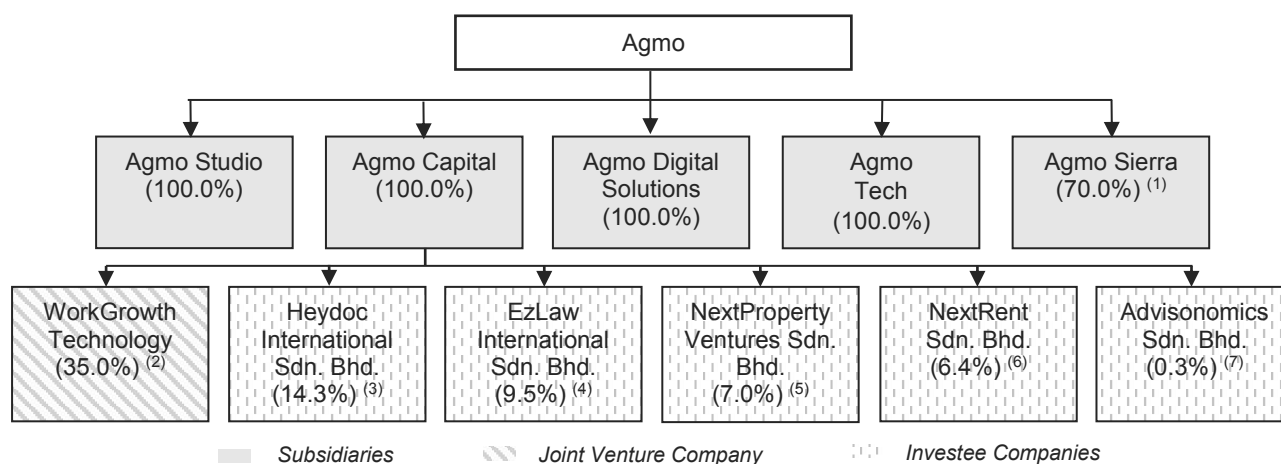 Agmo
Agmo Studio
(100.0%)
Agmo Capital
(100.0%)
Agmo Digital
Solutions
(100.0%)
Agmo
Tech
(100.0%)
Agmo Sierra
(70.0%) (1)
WorkGrowth
Technology
(35.0%) (2)
Heydoc
International
Sdn. Bhd.
(14.3%) (3)
EzLaw
International
Sdn. Bhd.
(9.5%) (4)
NextProperty
Ventures Sdn.
Bhd.
(7.0%) (5)
NextRent
Sdn. Bhd.
(6.4%) (6)
Advisonomics
Sdn. Bhd.
(0.3%) (7)
Subsidiaries
Joint Venture Company
Investee Companies